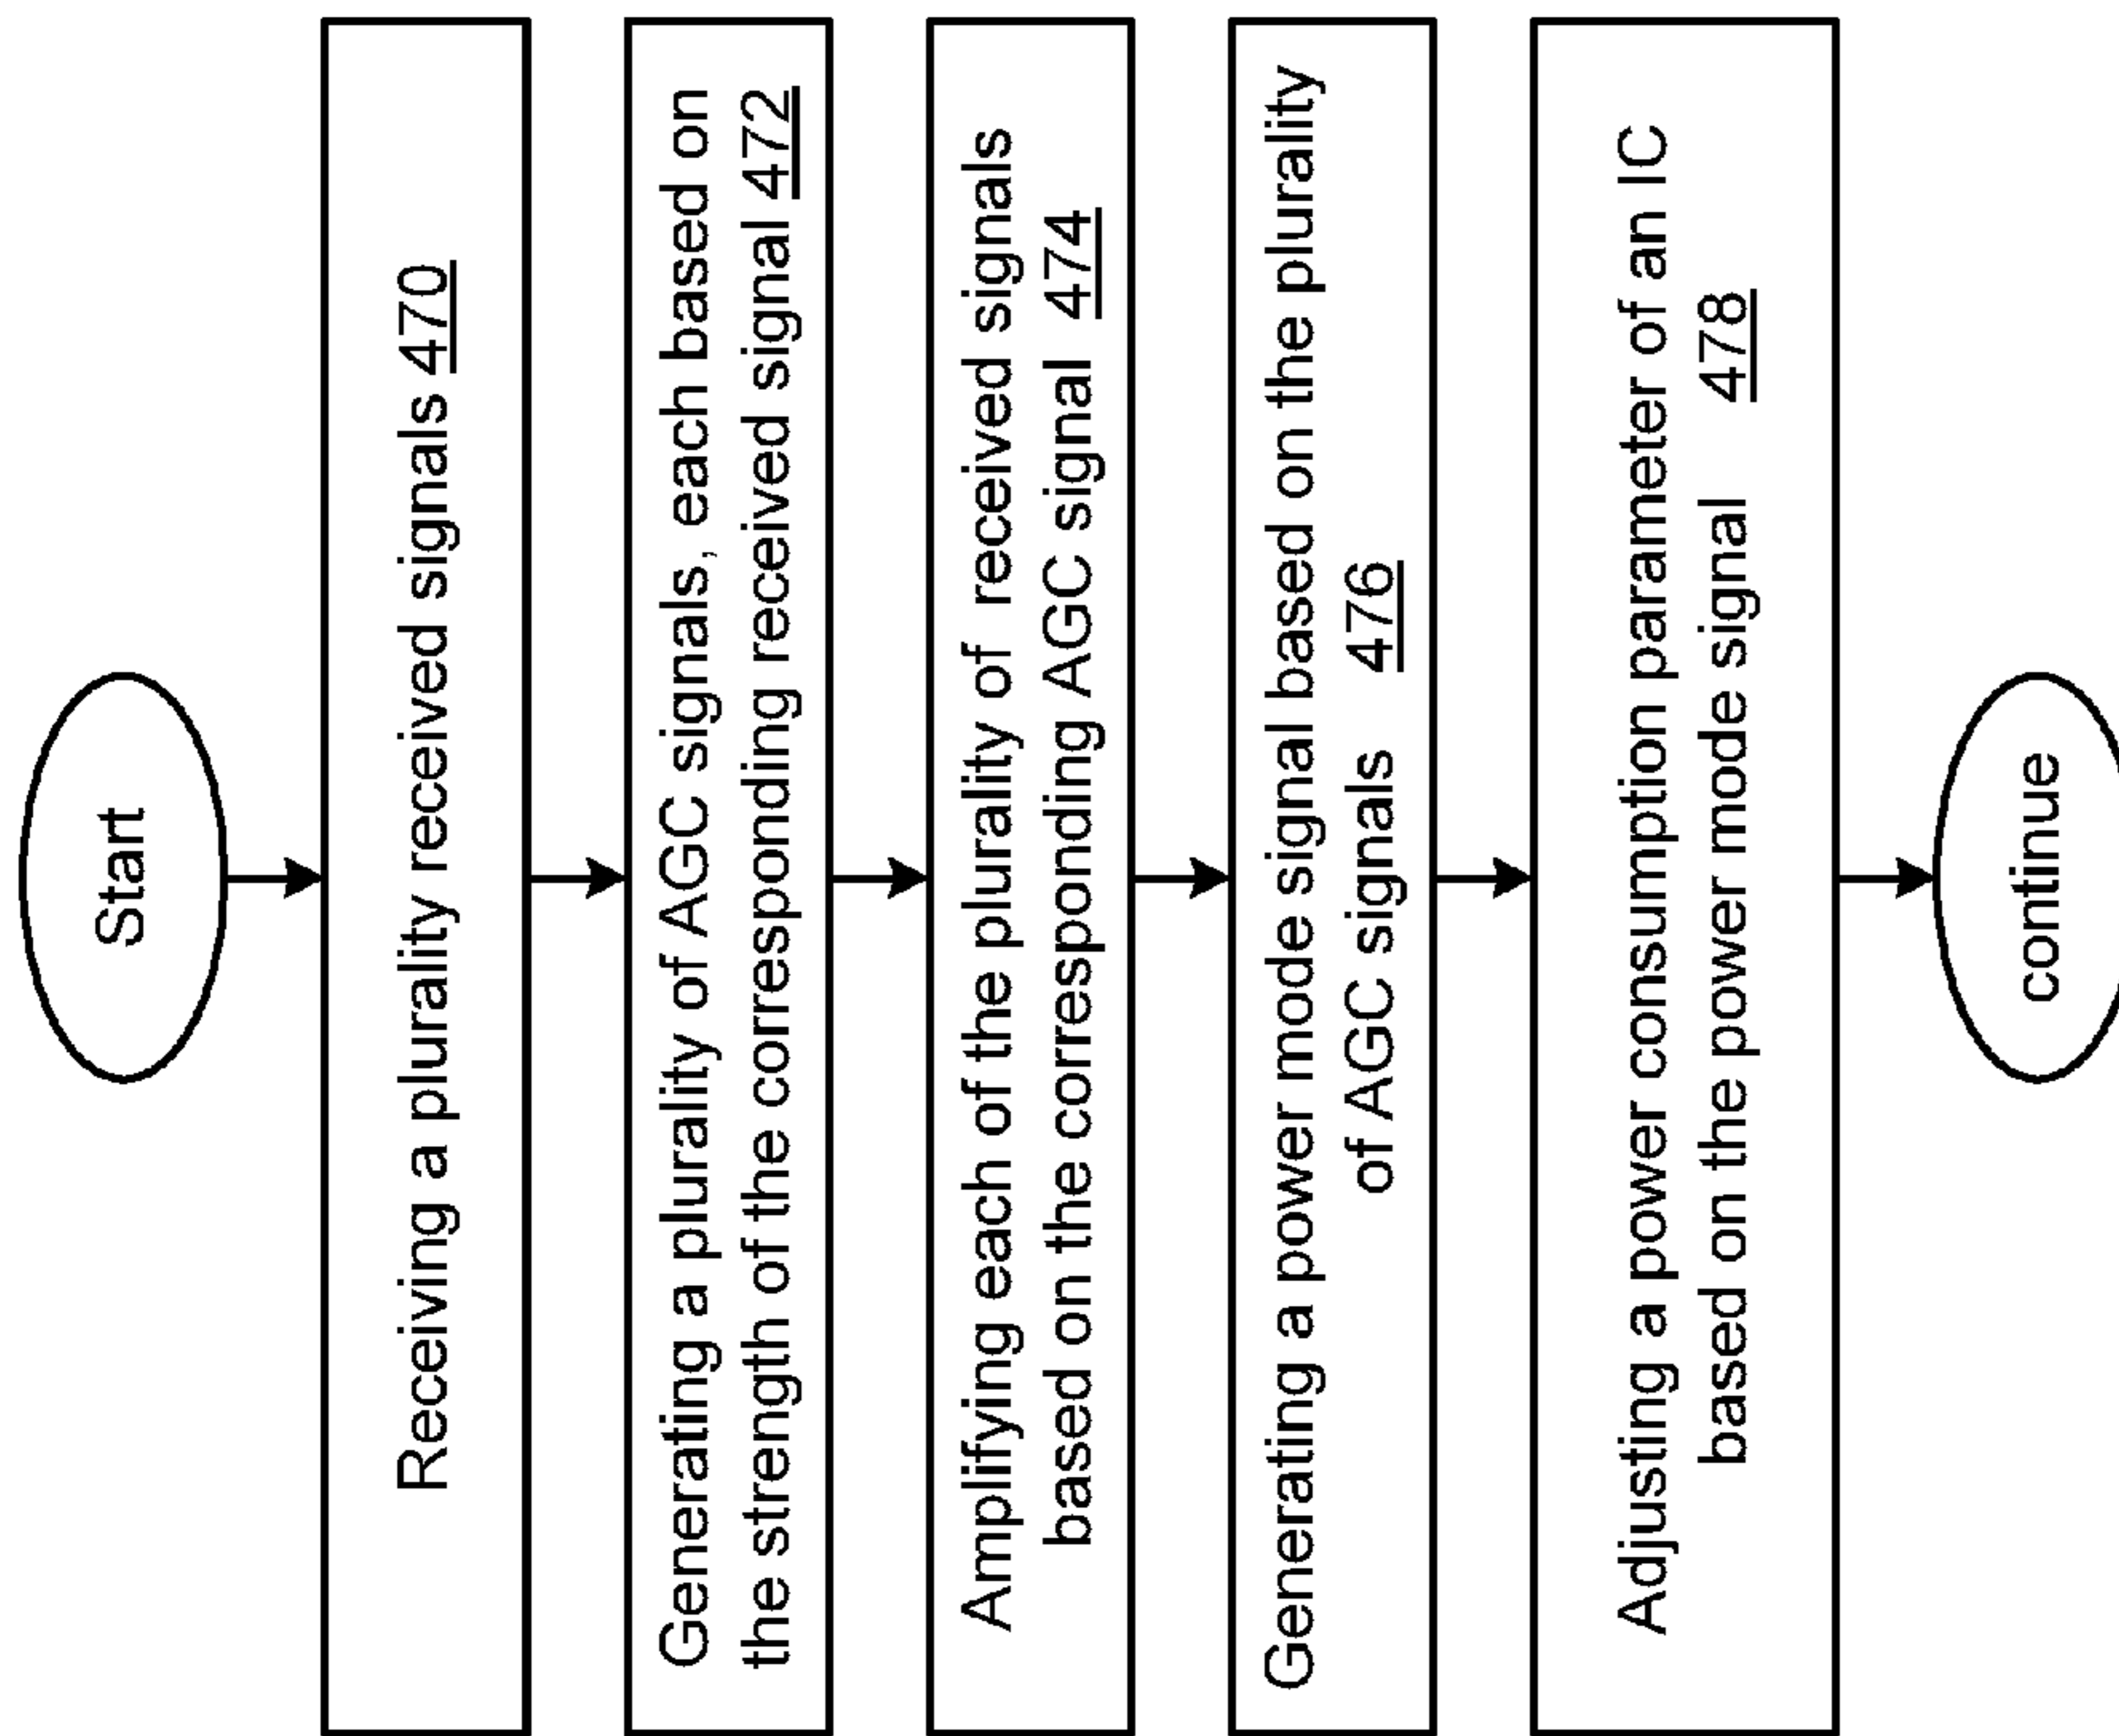 Start
Receiving a plurality received signals 470
Generating a plurality of AGC signals, each based on
the strength of the corresponding received signal 472
Amplifying each of the plurality of received signals
based on the corresponding AGC signal 474
Generating a power mode signal based on the plurality
of AGC signals 476
Adjusting a power consumption parameter of an IC
based on the power mode signal 478
continue